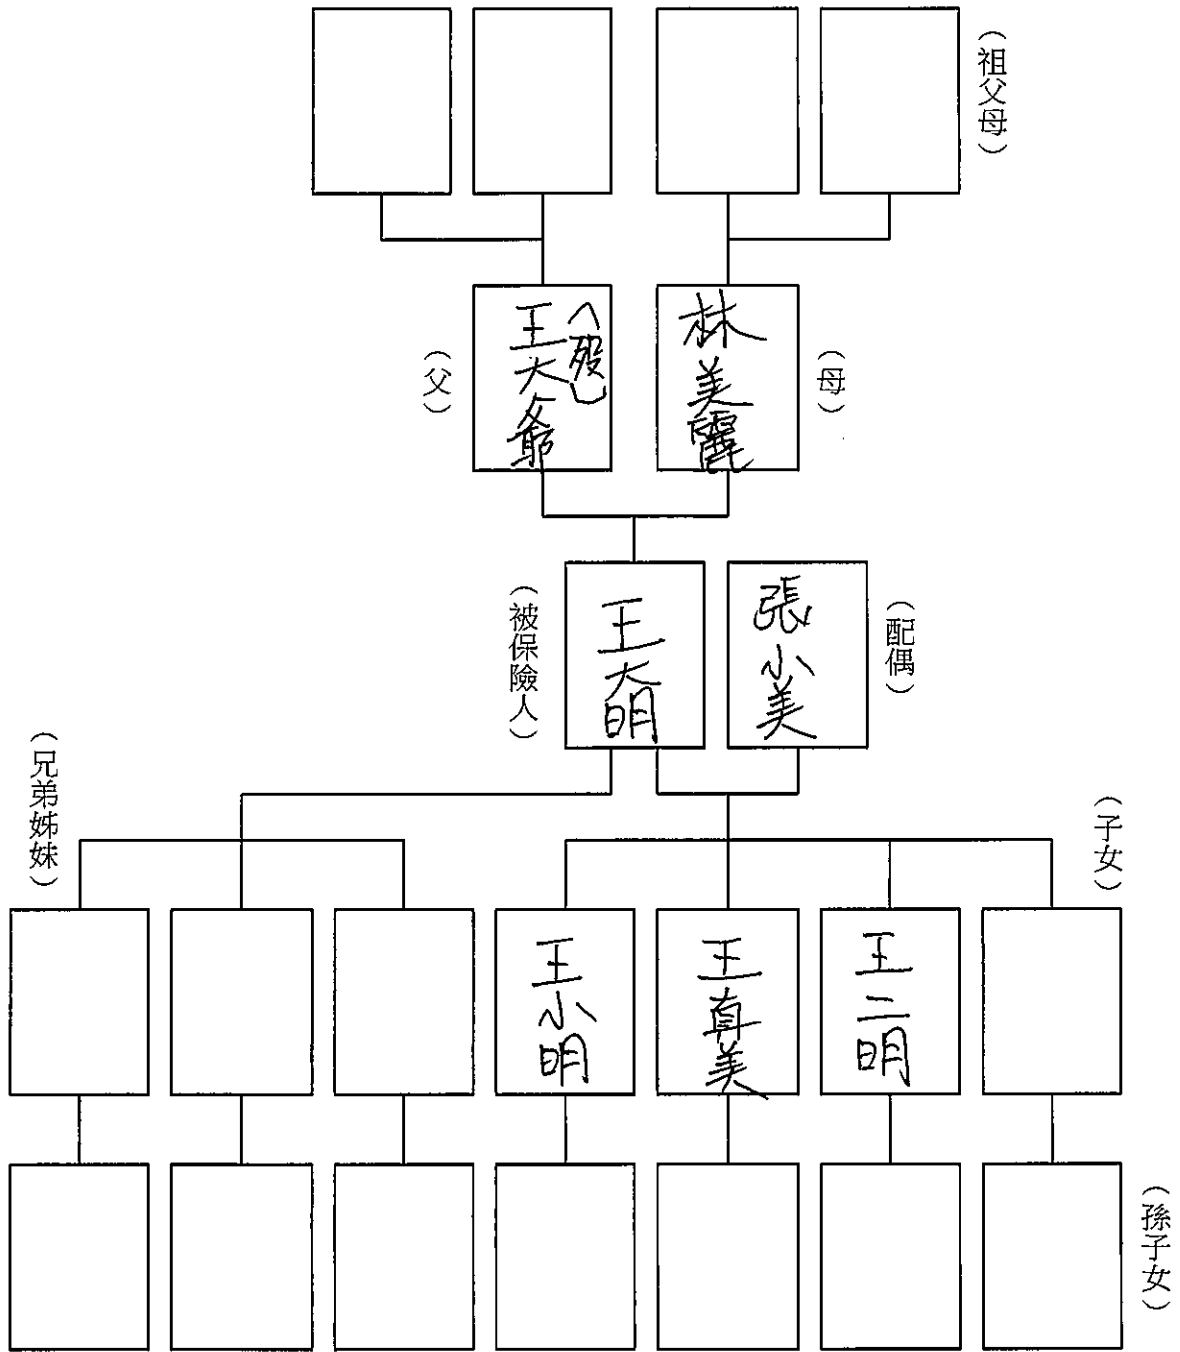 （祖父母）
（歿）
王大爺
（父）
林美麗
（母）
王大明
（被保險人）
張小美
（配偶）
（兄弟姊妹）
（子女）
王小明
王真美
王二明
（孫子女）